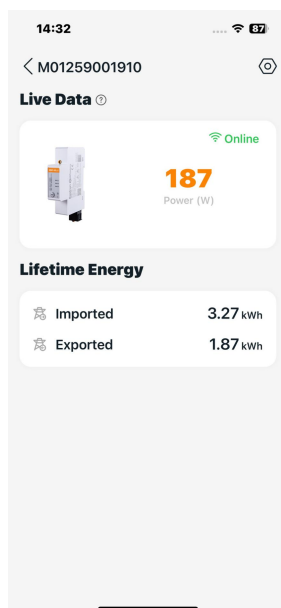 14:32
87
M01259001910
Live Data
Online
187
Power (W)
Lifetime Energy
Imported 3.27 kWh
Exported 1.87 kWh